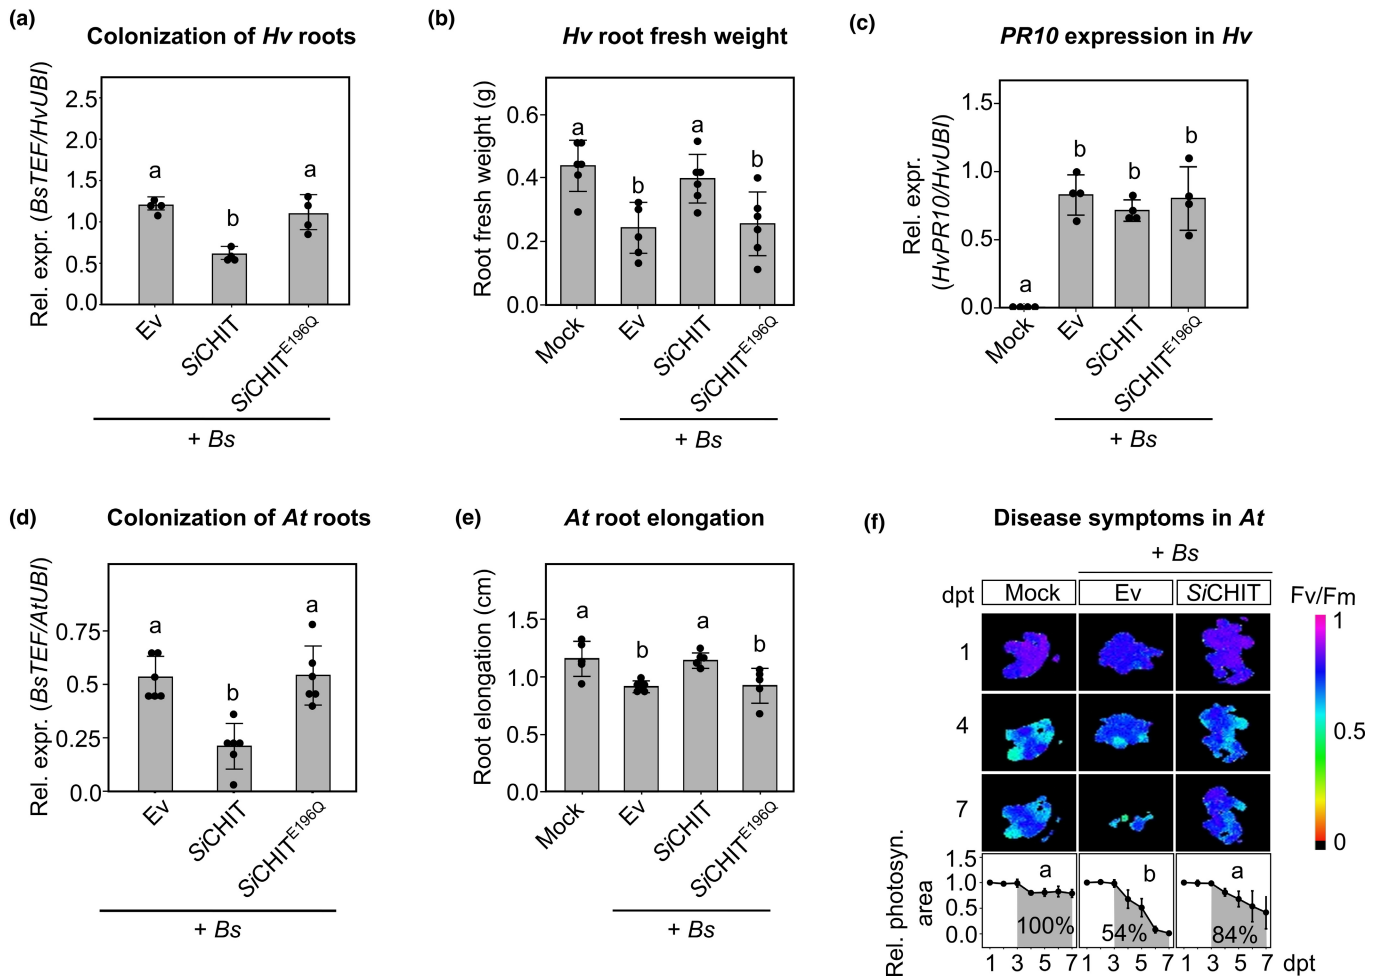 (a)
Colonization of Hv roots
Rel. expr. (BsTEF/HvUBI)
2.5
2.0
1.5
1.0
0.5
0.0
a
b
a
Ev
SiCHIT
SiCHITE196Q
+ Bs
(b)
Hv root fresh weight
Root fresh weight (g)
0.6
0.4
0.2
0.0
a
b
a
b
Mock
Ev
SiCHIT
SiCHITE196Q
+ Bs
(c)
PR10 expression in Hv
Rel. expr.
(HvPR10/HvUBI)
1.5
1.0
0.5
0.0
a
b
b
b
Mock
Ev
SiCHIT
SiCHITE196Q
+ Bs
(d)
Colonization of At roots
Rel. expr. (BsTEF/AtUBI)
0.75
0.5
0.25
0.0
a
b
a
Ev
SiCHIT
SiCHITE196Q
+ Bs
(e)
At root elongation
Root elongation (cm)
1.5
1.0
0.5
0.0
a
b
a
b
Mock
Ev
SiCHIT
SiCHITE196Q
+ Bs
(f)
Disease symptoms in At
+ Bs
dpt Mock Ev SiCHIT Fv/Fm
1
4
7
1
0.5
0
Rel. photosyn.
area
1.5
1.0
0.5
0.0
a b a
100% 54% 84%
1 3 5 7 1 3 5 7 1 3 5 7 dpt